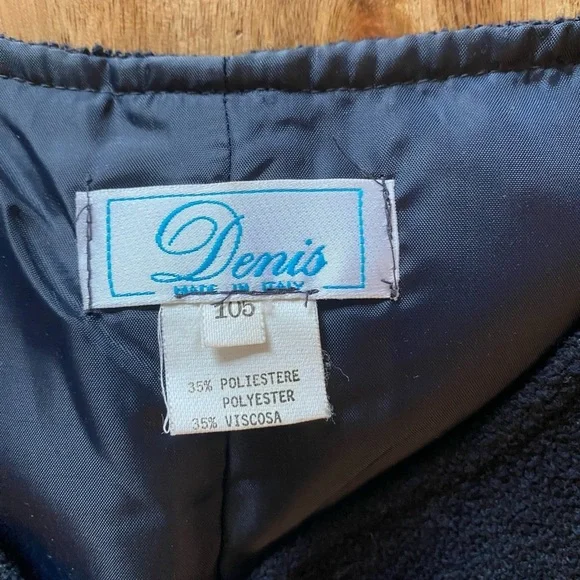 Denis
MADE IN ITALY
105
35% POLIESTERE
POLYESTER
35% VISCOSA